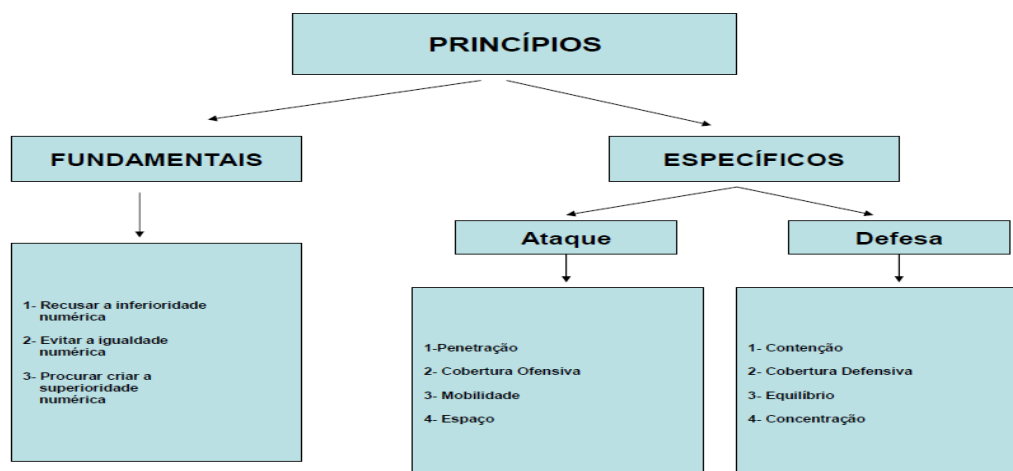 PRINCÍPIOS
FUNDAMENTAIS
ESPECÍFICOS
Ataque
Defesa
1- Recusar a inferioridade
numérica
2- Evitar a igualdade
numérica
3- Procurar criar a
superioridade
numérica
1-Penetração
2- Cobertura Ofensiva
3- Mobilidade
4- Espaço
1- Contenção
2- Cobertura Defensiva
3- Equilíbrio
4- Concentração